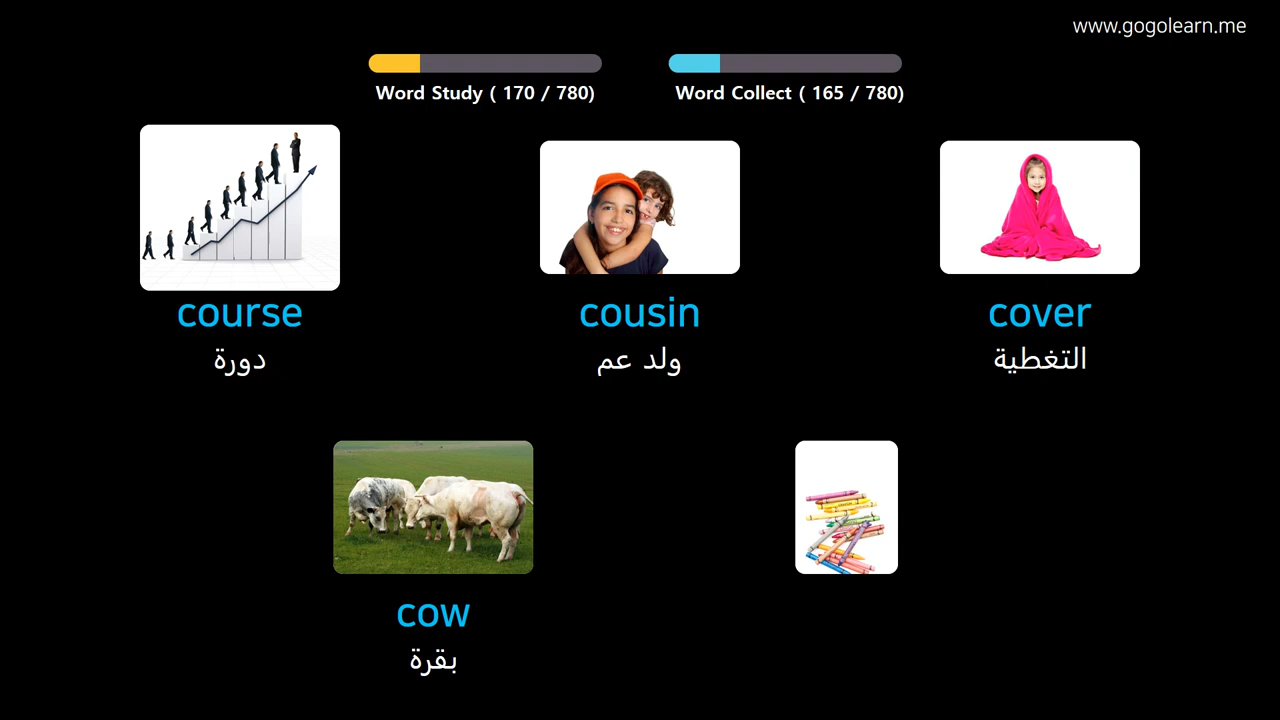 www.gogolearn.me
Word Study ( 170 / 780)
Word Collect ( 165 / 780)
course
دورة
cousin
ولد عم
cover
التغطية
cow
بقرة